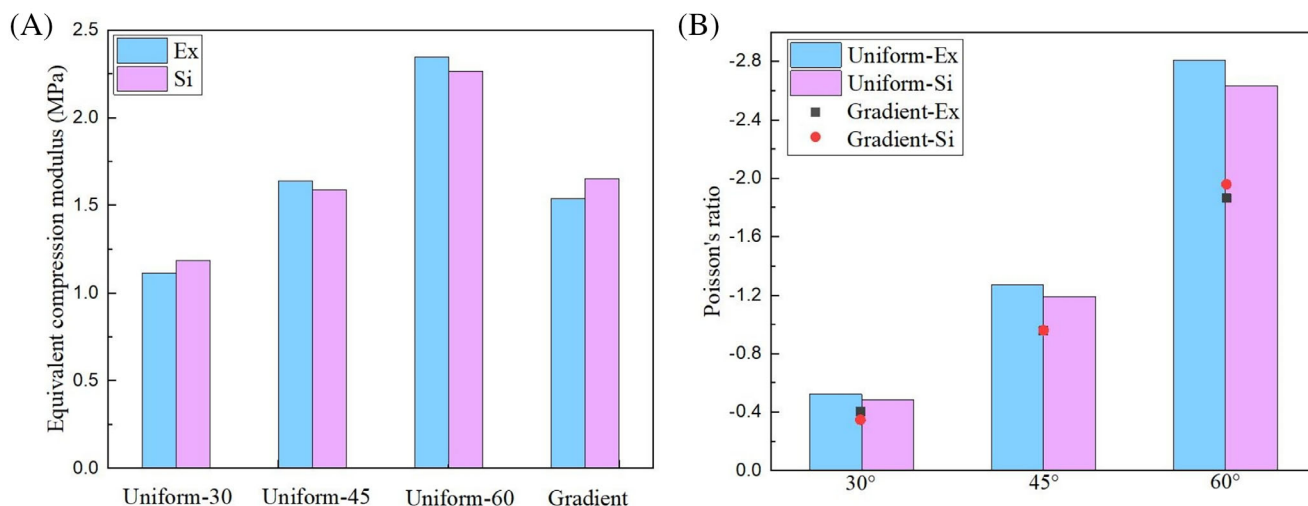 (A)
Equivalent compression modulus (MPa)
2.5
2.0
1.5
1.0
0.5
0.0
Ex
Si
Uniform-30 Uniform-45 Uniform-60 Gradient
(B)
Poisson's ratio
-2.8
-2.4
-2.0
-1.6
-1.2
-0.8
-0.4
0.0
Uniform-Ex
Uniform-Si
Gradient-Ex
Gradient-Si
30° 45° 60°